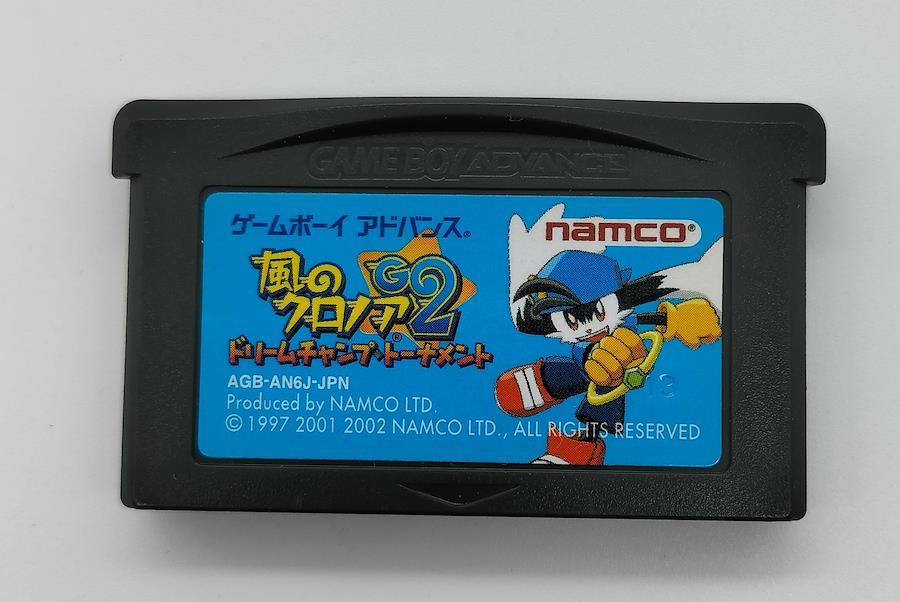 GAME BOY ADVANCE
ゲームボーイ アドバンス®
namco®
風の
クロノア®
G2
ドリームチャンプ・トーナメント
AGB-AN6J-JPN
Produced by NAMCO LTD.
© 1997 2001 2002 NAMCO LTD., ALL RIGHTS RESERVED
19